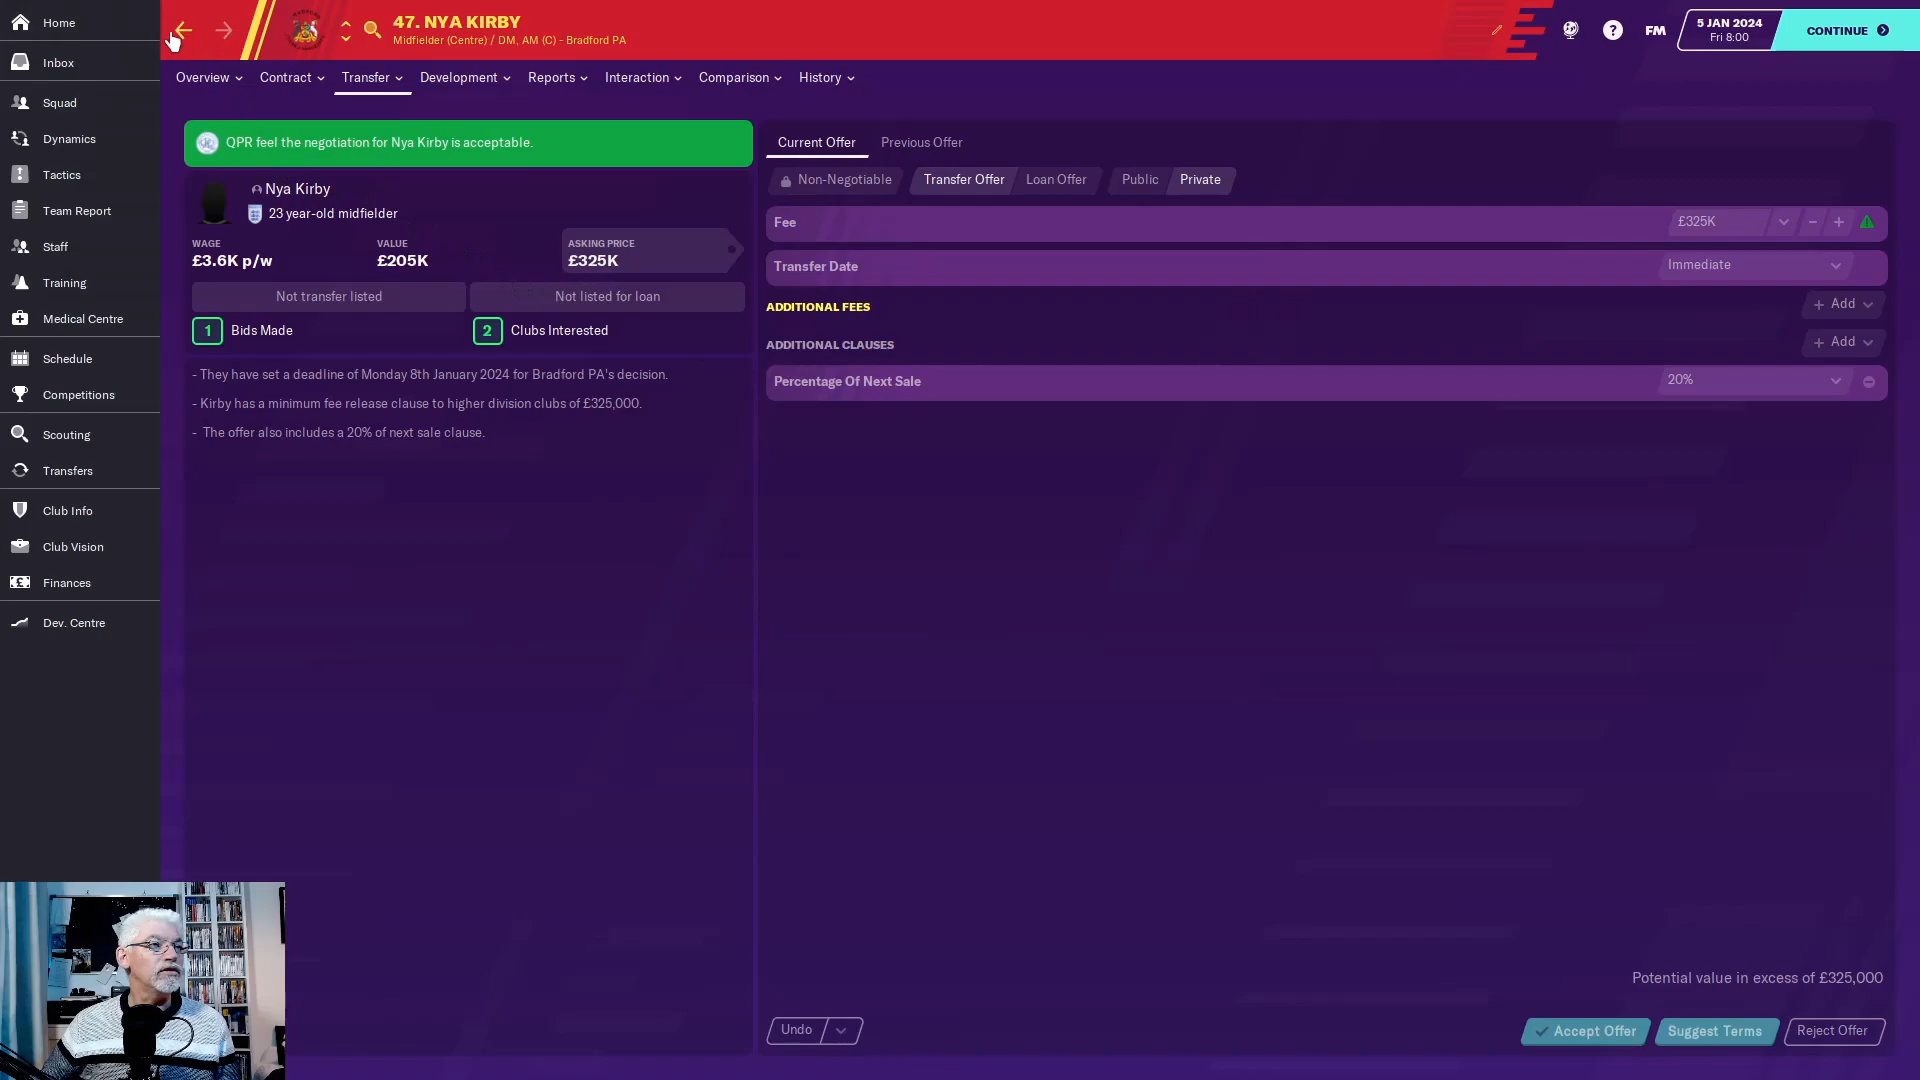 Home
Inbox
Squad
Dynamics
Tactics
Team Report
Staff
Training
Medical Centre
Schedule
Competitions
Scouting
Transfers
Club Info
Club Vision
Finances
Dev. Centre
47. NYA KIRBY
Midfielder (Centre) / DM, AM (C) - Bradford PA
?
FM
5 JAN 2024
Fri 8:00
CONTINUE
Overview Contract Transfer Development Reports Interaction Comparison History
QPR feel the negotiation for Nya Kirby is acceptable.
Nya Kirby
23 year-old midfielder
WAGE VALUE ASKING PRICE
£3.6K p/w £205K £325K
Not transfer listed Not listed for loan
1 Bids Made 2 Clubs Interested
- They have set a deadline of Monday 8th January 2024 for Bradford PA's decision.
- Kirby has a minimum fee release clause to higher division clubs of £325,000.
- The offer also includes a 20% of next sale clause.
Current Offer Previous Offer
Non-Negotiable Transfer Offer Loan Offer Public Private
Fee £325K - +
Transfer Date Immediate
ADDITIONAL FEES + Add
ADDITIONAL CLAUSES + Add
Percentage Of Next Sale 20%
Potential value in excess of £325,000
Undo Accept Offer Suggest Terms Reject Offer